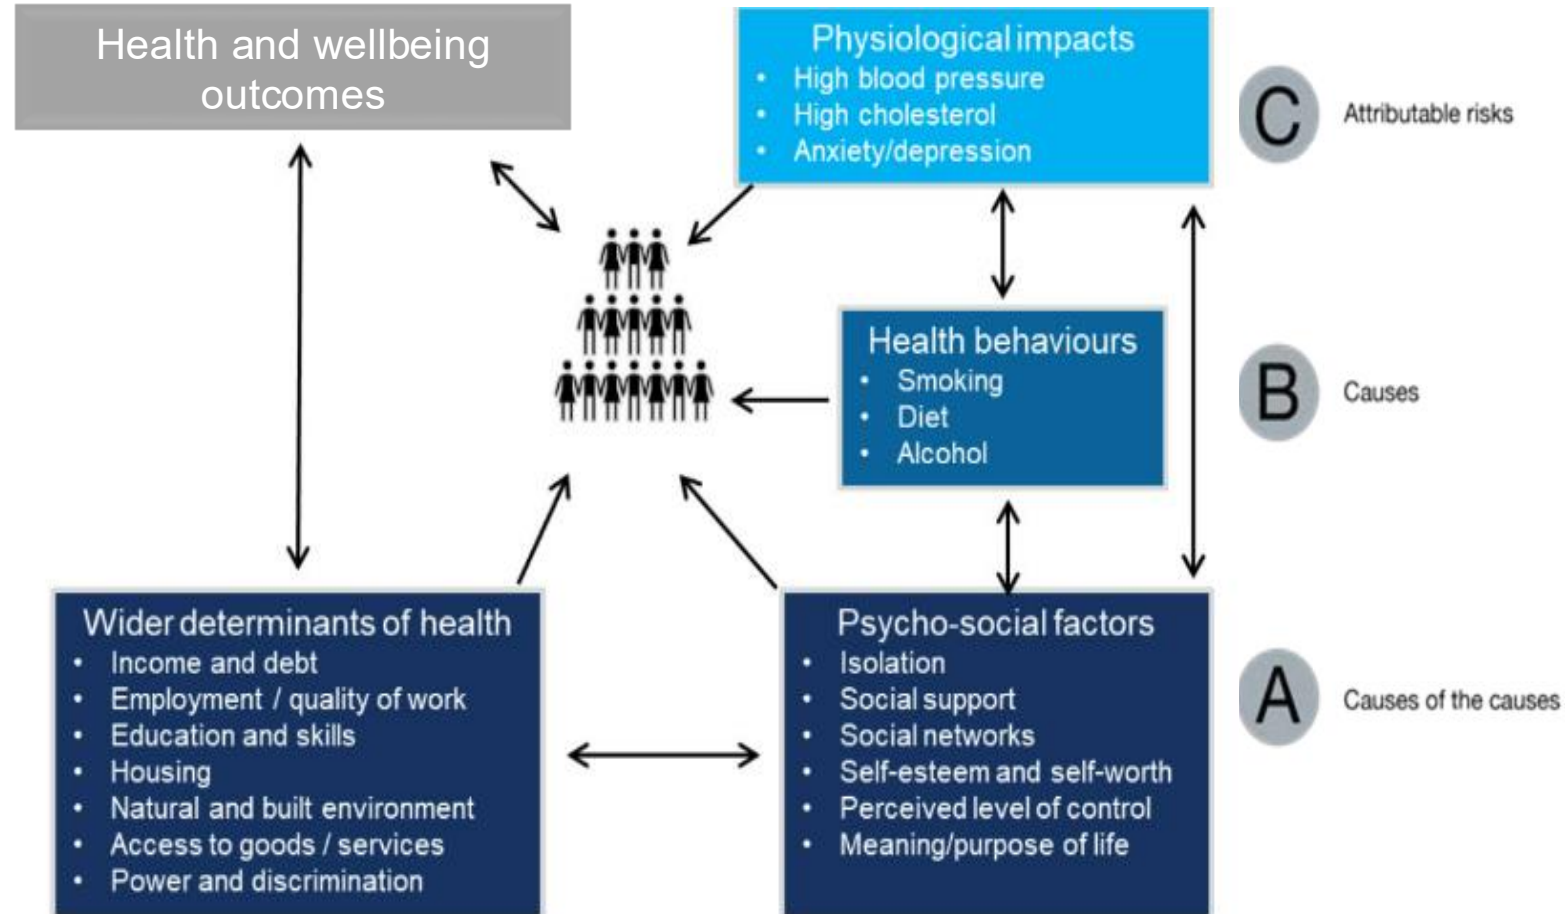 Health and wellbeing
outcomes
Physiological impacts
• High blood pressure
• High cholesterol
• Anxiety/depression
C
Attributable risks
Health behaviours
• Smoking
• Diet
• Alcohol
B
Causes
Wider determinants of health
• Income and debt
• Employment / quality of work
• Education and skills
• Housing
• Natural and built environment
• Access to goods / services
• Power and discrimination
Psycho-social factors
• Isolation
• Social support
• Social networks
• Self-esteem and self-worth
• Perceived level of control
• Meaning/purpose of life
A
Causes of the causes